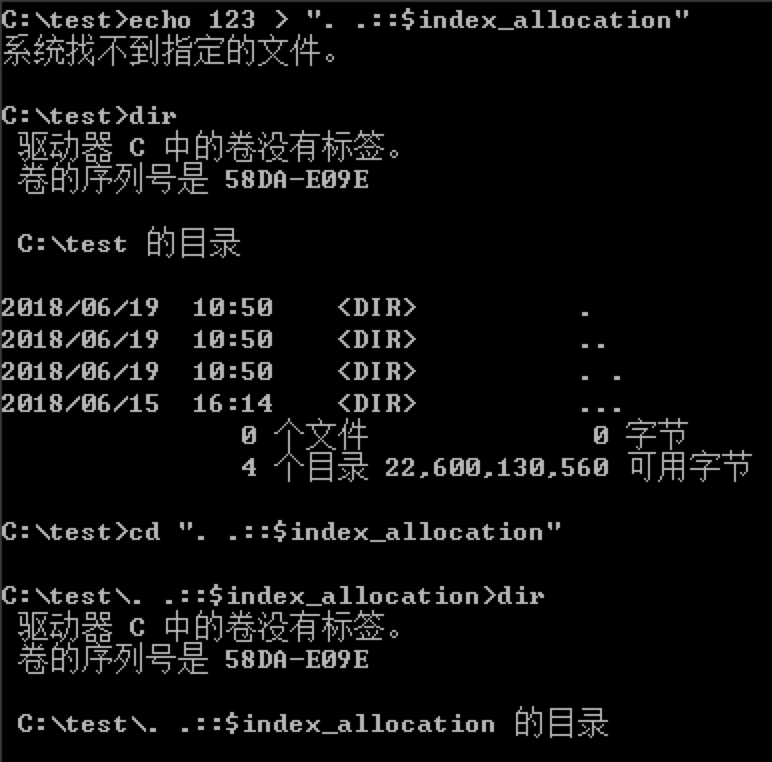 C:\test>echo 123 > ". .::$index_allocation"
系统找不到指定的文件。
C:\test>dir
 驱动器 C 中的卷没有标签。
 卷的序列号是 58DA-E09E
 C:\test 的目录
2018/06/19  10:50    <DIR>          .
2018/06/19  10:50    <DIR>          ..
2018/06/19  10:50    <DIR>          . .
2018/06/15  16:14    <DIR>          ...
               0 个文件              0 字节
               4 个目录 22,600,130,560 可用字节
C:\test>cd ". .::$index_allocation"
C:\test\. .::$index_allocation>dir
 驱动器 C 中的卷没有标签。
 卷的序列号是 58DA-E09E
 C:\test\. .::$index_allocation 的目录